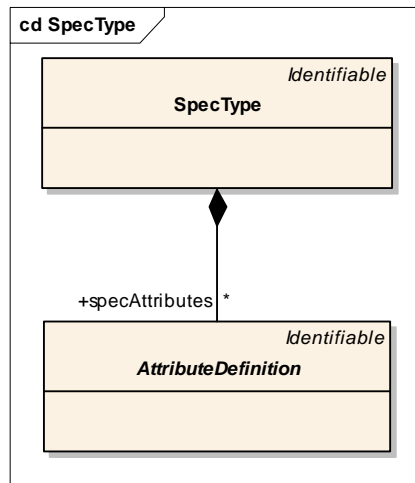 cd SpecType
Identifiable
SpecType
+specAttributes *
Identifiable
AttributeDefinition